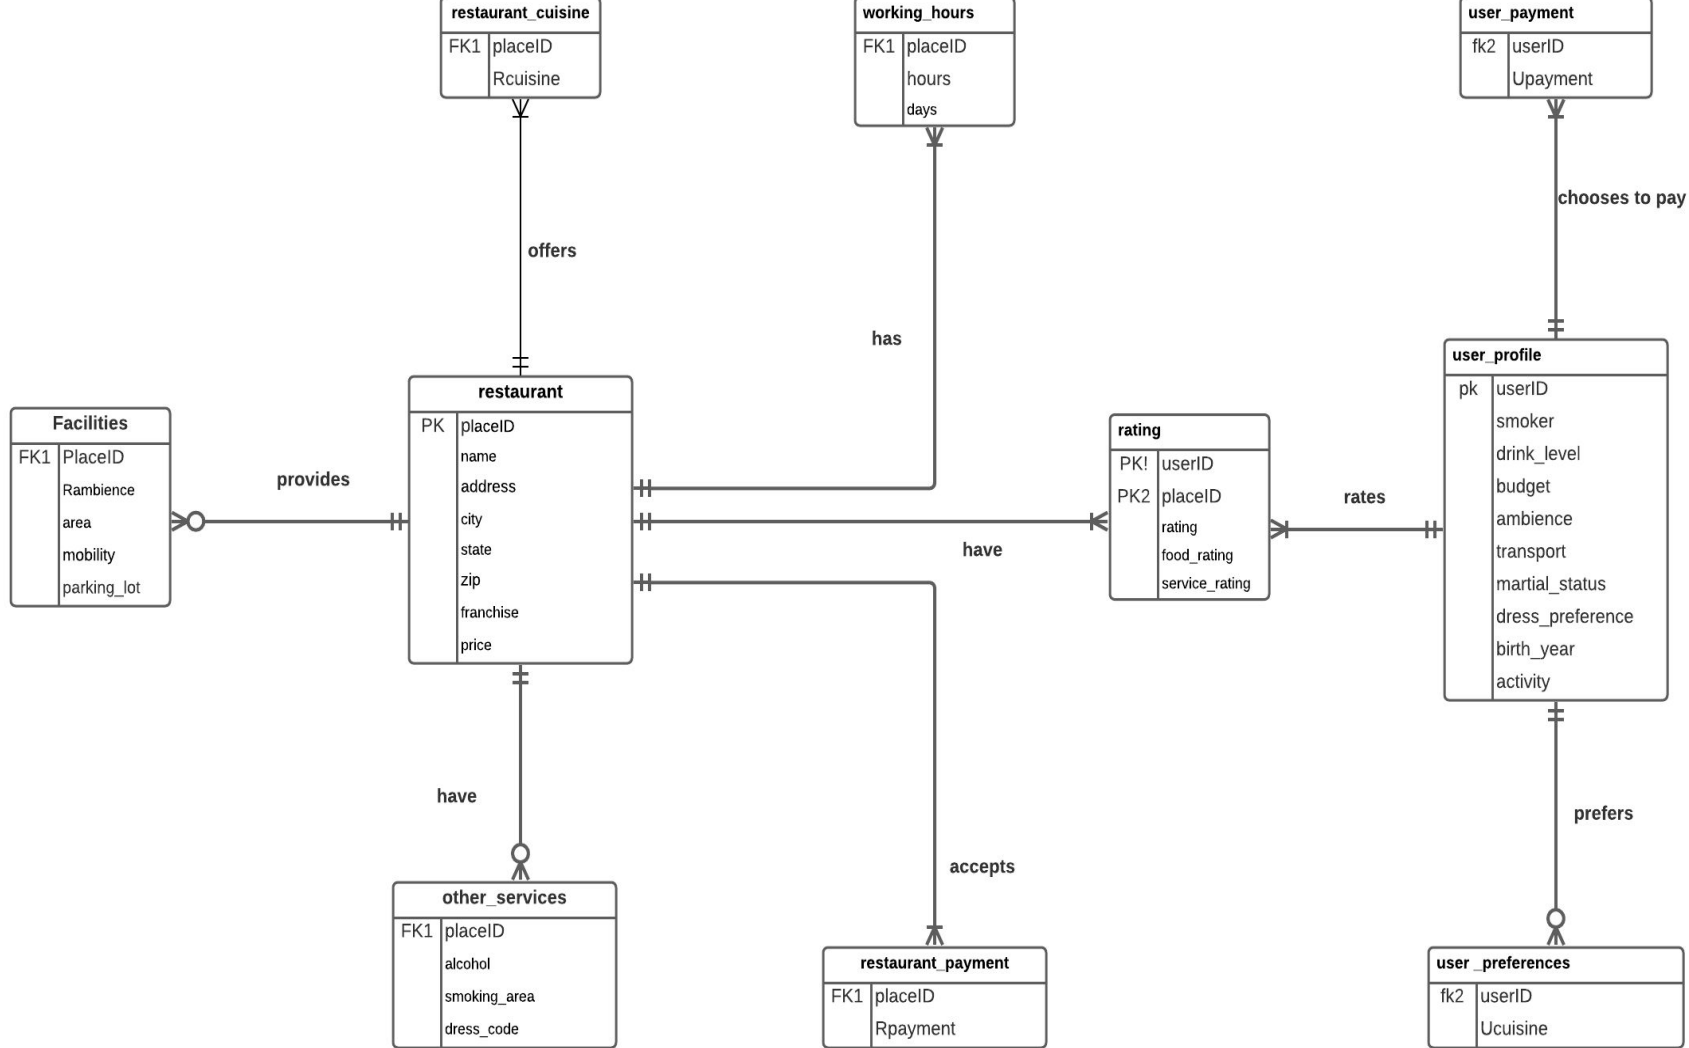 restaurant_cuisine
FK1 placeID
Rcuisine
working_hours
FK1 placeID
hours
days
user_payment
fk2 userID
Upayment
chooses to pay
offers
has
user_profile
pk userID
smoker
drink_level
budget
ambience
transport
martial_status
dress_preference
birth_year
activity
restaurant
PK placeID
name
address
city
state
zip
franchise
price
Facilities
FK1 PlaceID
Rambience
area
mobility
parking_lot
provides
rating
PK! userID
PK2 placeID
rating
food_rating
service_rating
rates
have
have
prefers
accepts
other_services
FK1 placeID
alcohol
smoking_area
dress_code
restaurant_payment
FK1 placeID
Rpayment
user _preferences
fk2 userID
Ucuisine